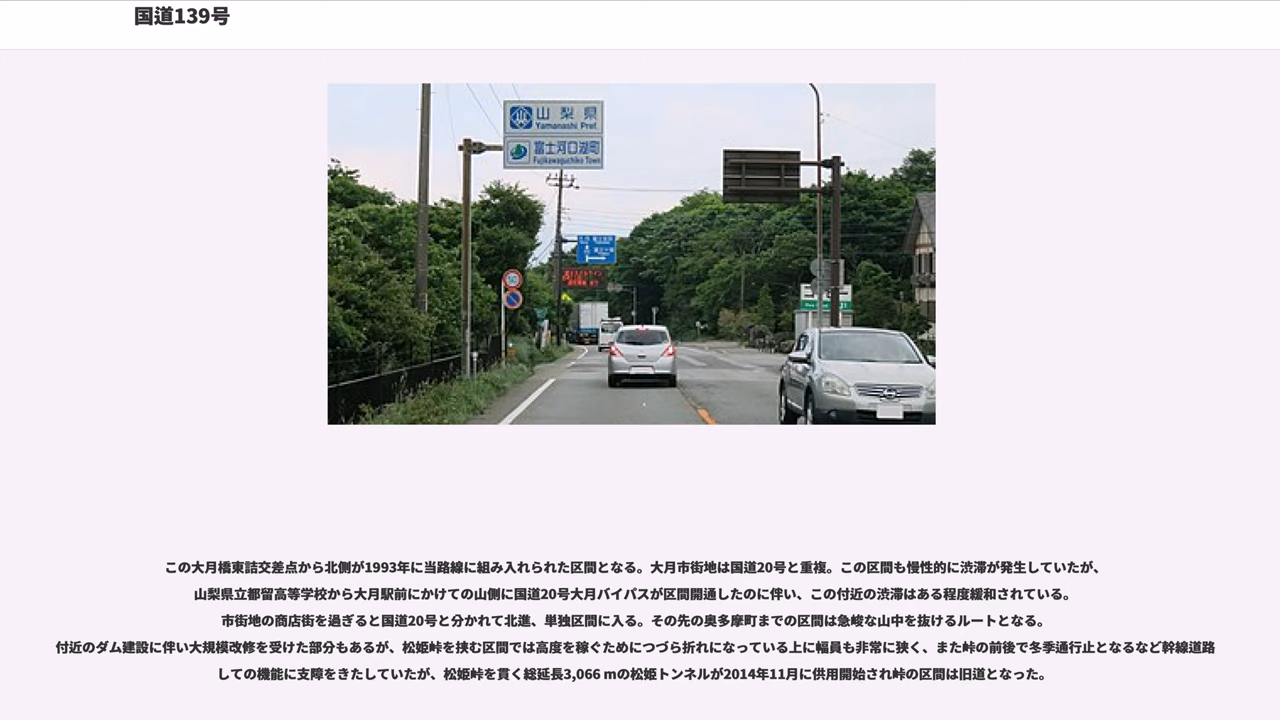 国道139号
山梨県
Yamanashi Pref.
富士河口湖町
Fujikawaguchiko Town
この大月橋東詰交差点から北側が1993年に当路線に組み入れられた区間となる。大月市街地は国道20号と重複。この区間も慢性的に渋滞が発生していたが、
山梨県立都留高等学校から大月駅前にかけての山側に国道20号大月バイパスが区間開通したのに伴い、この付近の渋滞はある程度緩和されている。
市街地の商店街を過ぎると国道20号と分かれて北進、単独区間に入る。その先の奥多摩町までの区間は急峻な山中を抜けるルートとなる。
付近のダム建設に伴い大規模改修を受けた部分もあるが、松姫峠を挟む区間では高度を稼ぐためにつづら折れになっている上に幅員も非常に狭く、また峠の前後で冬季通行止となるなど幹線道路
しての機能に支障をきたしていたが、松姫峠を貫く総延長3,066 mの松姫トンネルが2014年11月に供用開始され峠の区間は旧道となった。